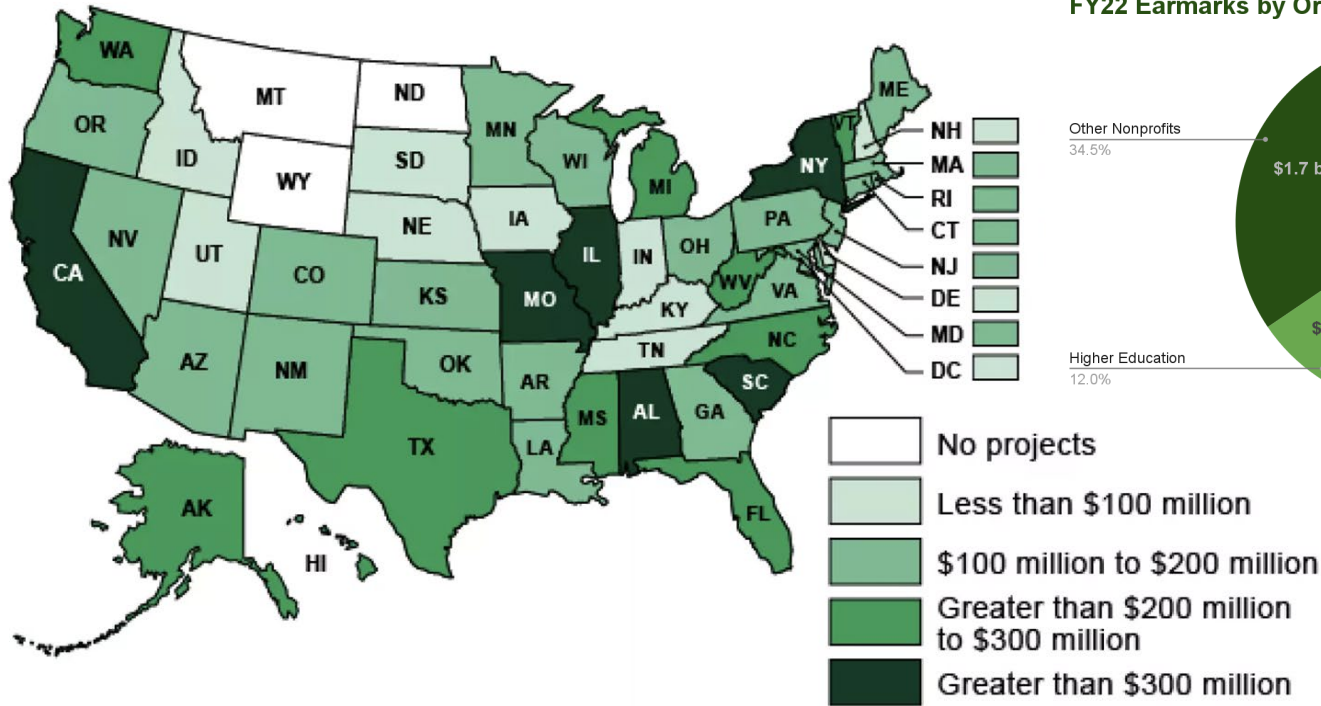 FY22 Earmarks by Or
WA
MT
ND
MN
ME
OR
ID
SD
WI
VT
NH
WY
MI
NY
MA
NE
IA
RI
NV
UT
CO
KS
IL
IN
OH
PA
CT
CA
MO
WV
VA
NJ
KY
DE
AZ
NM
OK
AR
TN
NC
MD
SC
DC
TX
MS
AL
GA
LA
AK
FL
HI
Other Nonprofits
34.5%
$1.7 b
$
Higher Education
12.0%
No projects
Less than $100 million
$100 million to $200 million
Greater than $200 million
to $300 million
Greater than $300 million